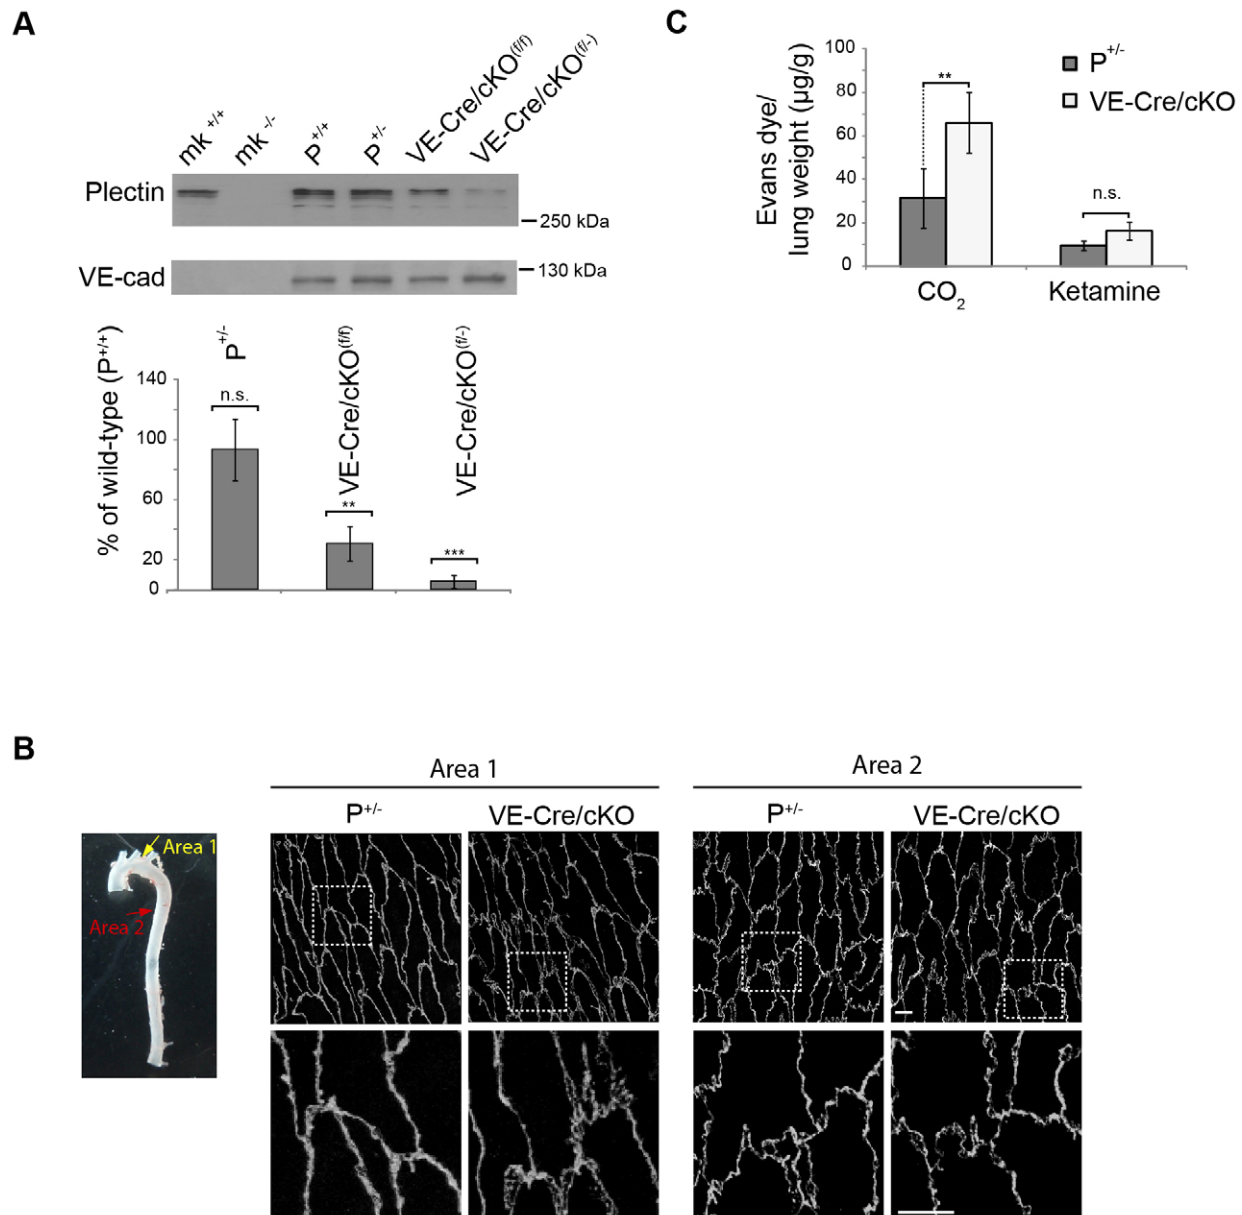 A
mk +/+
mk -/-
P+/+
P+/-
VE-Cre/cKO(f/f)
VE-Cre/cKO(f/-)
Plectin
250 kDa
VE-cad
130 kDa
% of wild-type (P+/+)
140
100
60
20
0
P+/-
n.s.
VE-Cre/cKO(f/f)
**
VE-Cre/cKO(f/-)
***
C
Evans dye/
lung weight (µg/g)
100
80
60
40
20
0
**
n.s.
P+/-
VE-Cre/cKO
CO2
Ketamine
B
Area 1
Area 2
Area 1
P+/-
VE-Cre/cKO
Area 2
P+/-
VE-Cre/cKO